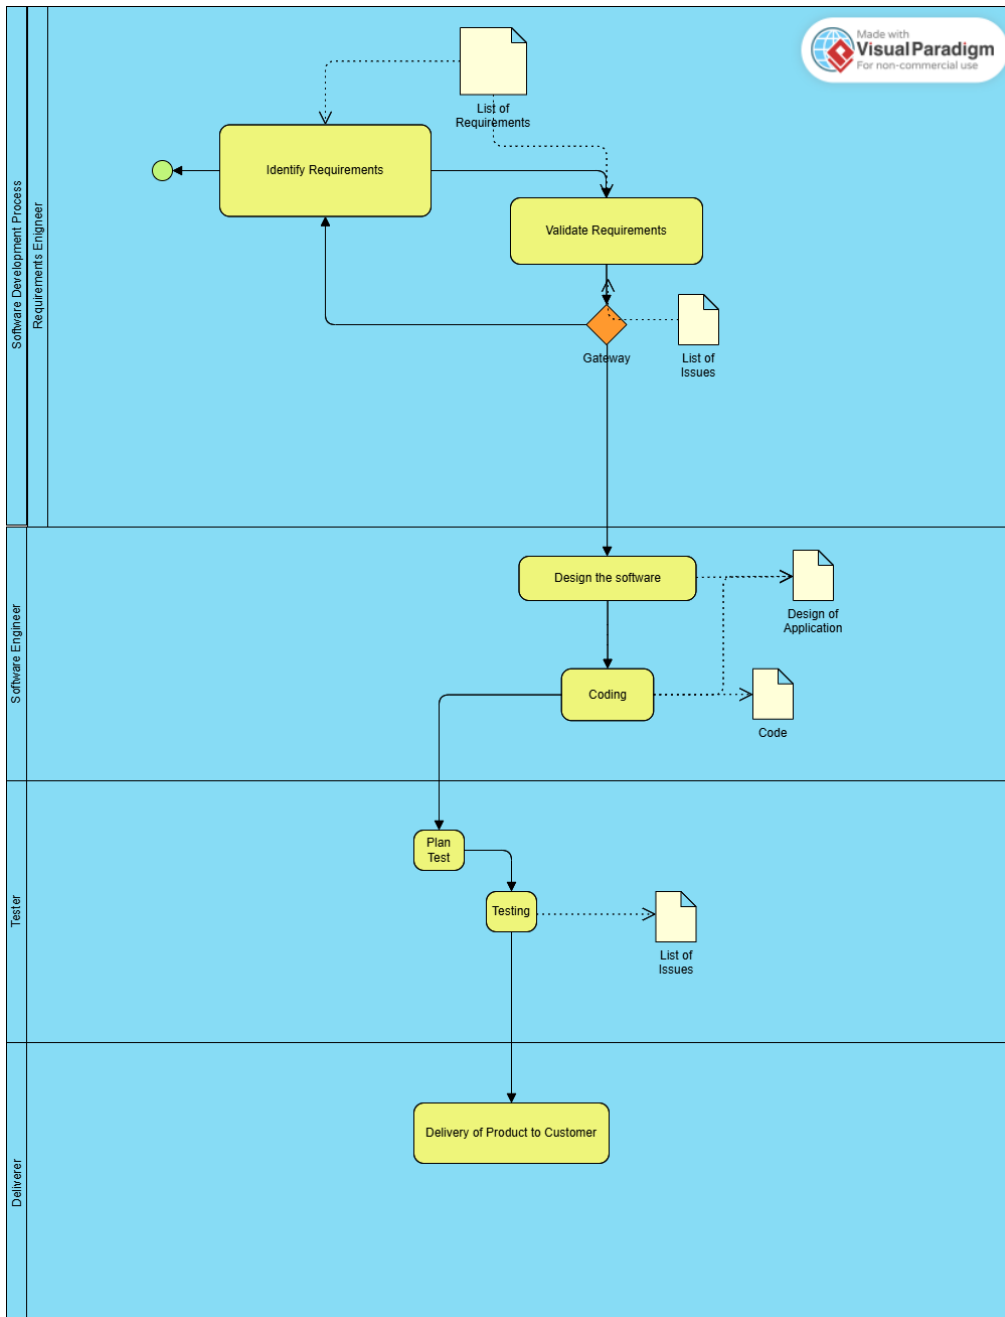 Made with
Visual Paradigm
For non-commercial use
Software Development Process
Requirements Enigneer
List of
Requirements
Identify Requirements
Validate Requirements
Gateway
List of
Issues
Software Engineer
Design the software
Design of
Application
Coding
Code
Tester
Plan
Test
Testing
List of
Issues
Deliverer
Delivery of Product to Customer